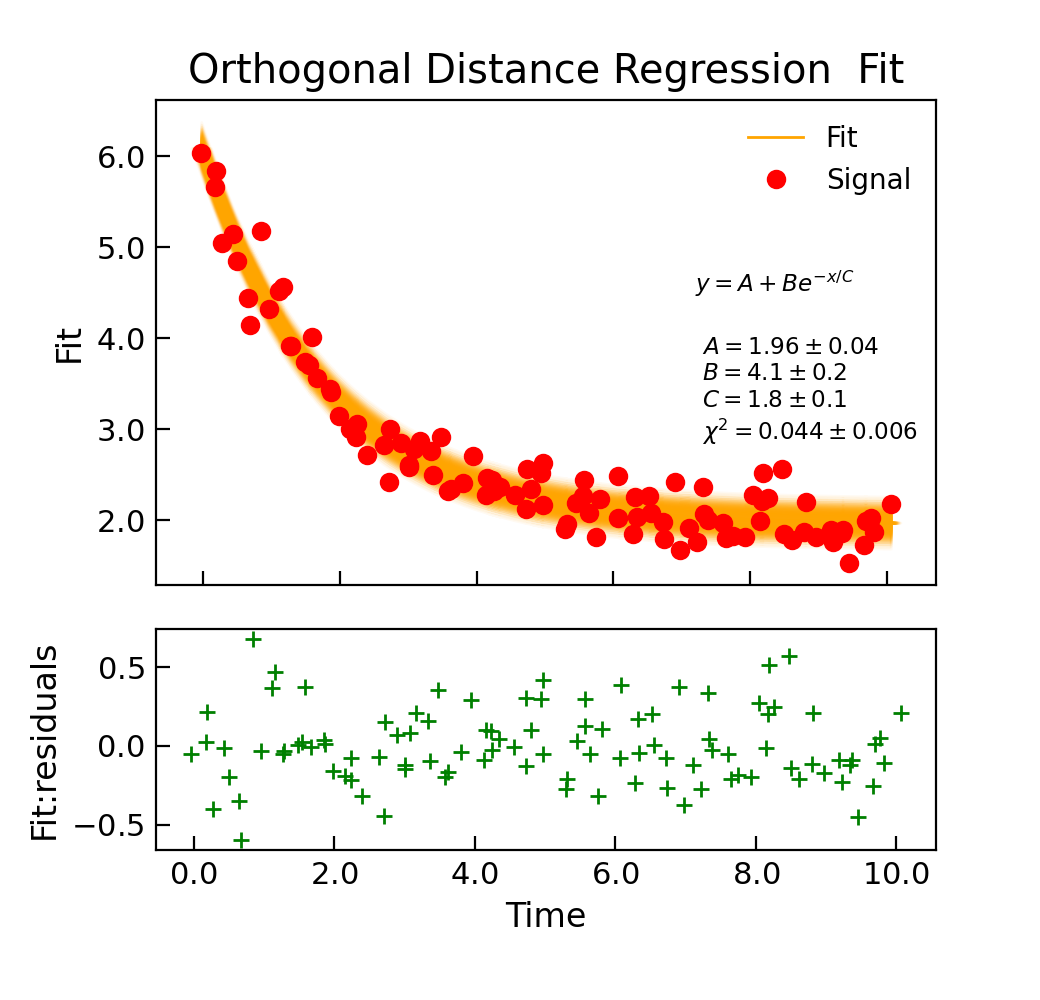 Orthogonal Distance Regression  Fit
Fit
Signal
6.0
5.0
4.0
3.0
2.0
Fit
y = A + Be^{−x/C}
A = 1.96 ± 0.04
B = 4.1 ± 0.2
C = 1.8 ± 0.1
χ² = 0.044 ± 0.006
0.5
0.0
−0.5
Fit:residuals
0.0 2.0 4.0 6.0 8.0 10.0
Time